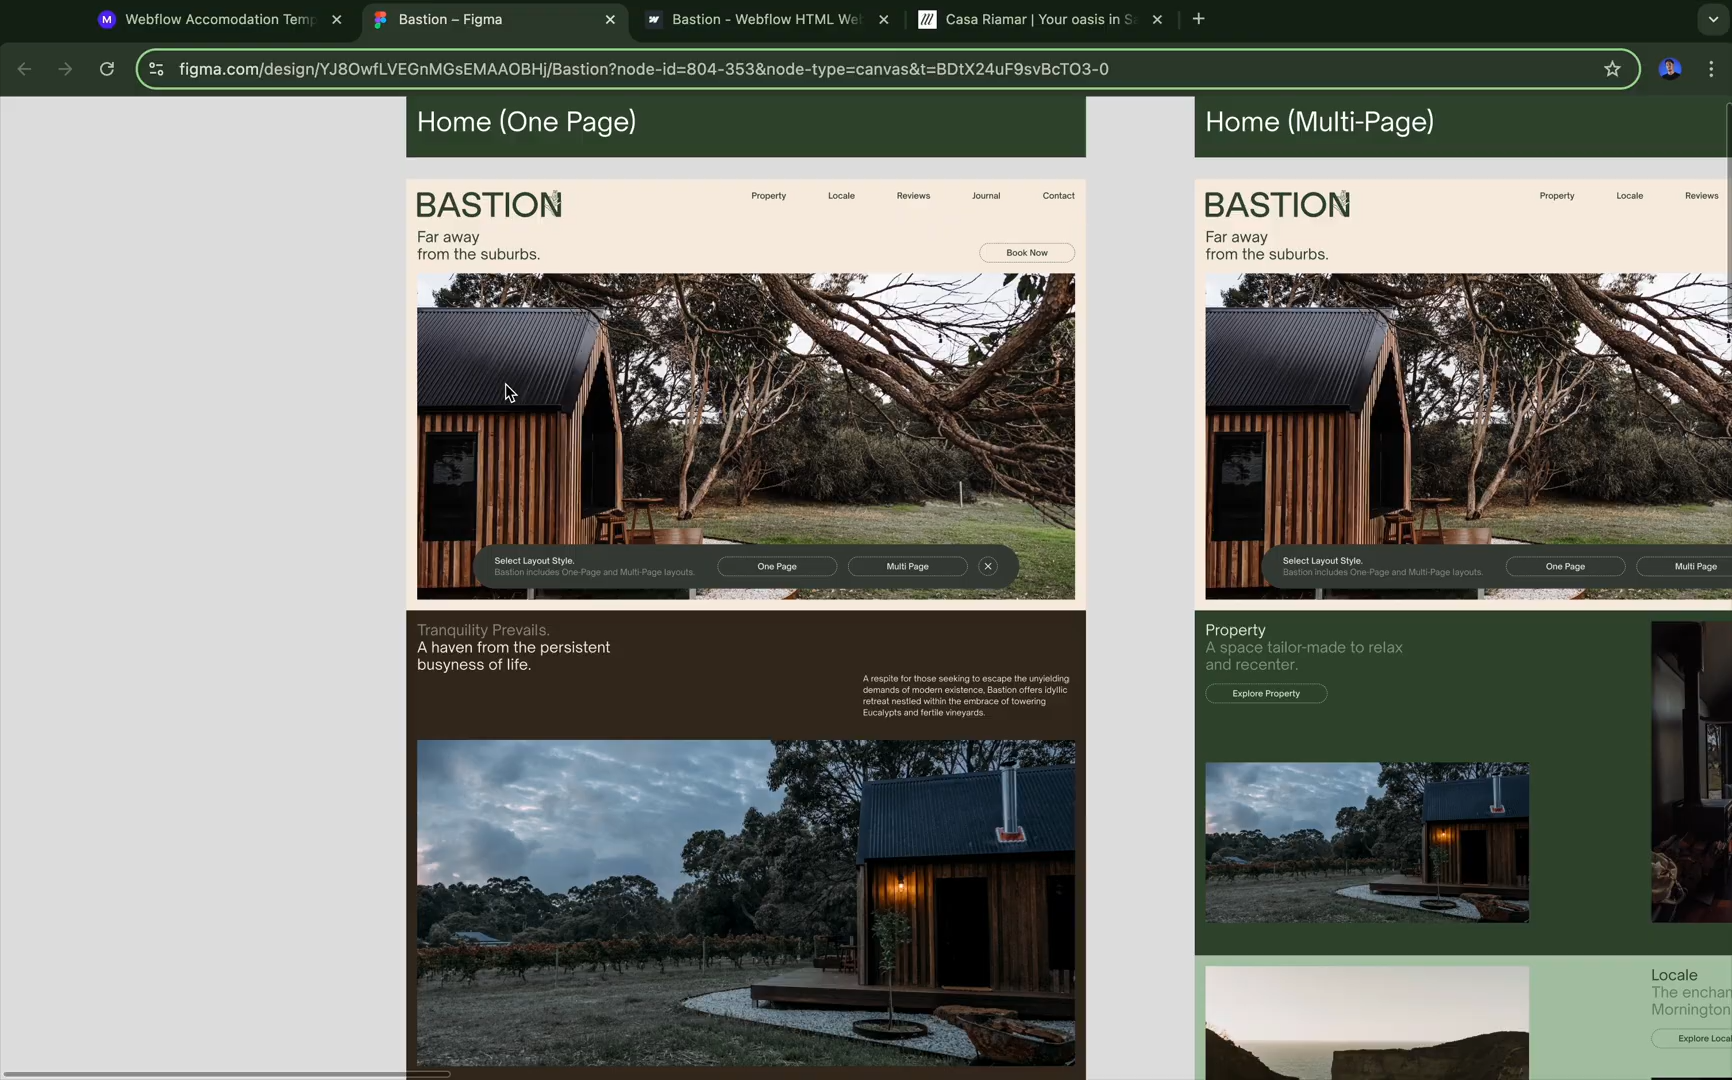 Webflow Accomodation Temp
Bastion – Figma
Bastion - Webflow HTML We
Casa Riamar | Your oasis in Sa
figma.com/design/YJ8OwfLVEGnMGsEMAAOBHj/Bastion?node-id=804-353&node-type=canvas&t=BDtX24uF9svBcTO3-0
Home (One Page)
BASTION
Property
Locale
Reviews
Journal
Contact
Far away
from the suburbs.
Book Now
Select Layout Style.
Bastion includes One-Page and Multi-Page layouts.
One Page
Multi Page
Tranquility Prevails.
A haven from the persistent
busyness of life.
A respite for those seeking to escape the unyielding
demands of modern existence, Bastion offers idyllic
retreat nestled within the embrace of towering
Eucalypts and fertile vineyards.
Home (Multi-Page)
BASTION
Property
Locale
Reviews
Far away
from the suburbs.
Select Layout Style.
Bastion includes One-Page and Multi-Page layouts.
One Page
Multi Page
Property
A space tailor-made to relax
and recenter.
Explore Property
Locale
The enchan
Mornington
Explore Local